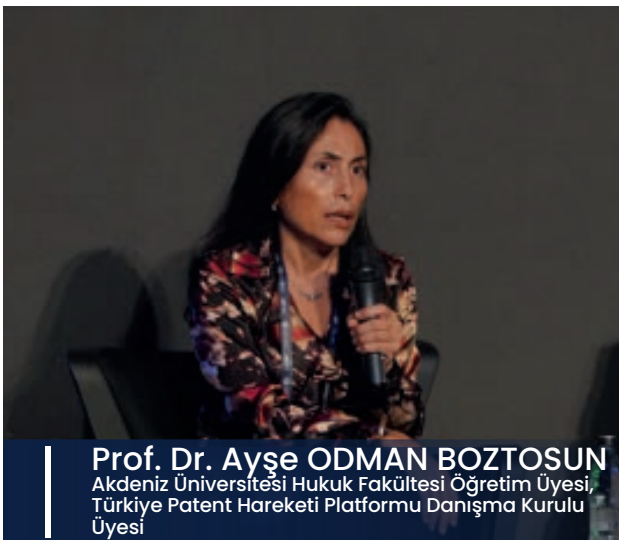 Prof. Dr. Ayşe ODMAN BOZTOSUN
Akdeniz Üniversitesi Hukuk Fakültesi Öğretim Üyesi,
Türkiye Patent Hareketi Platformu Danışma Kurulu
Üyesi